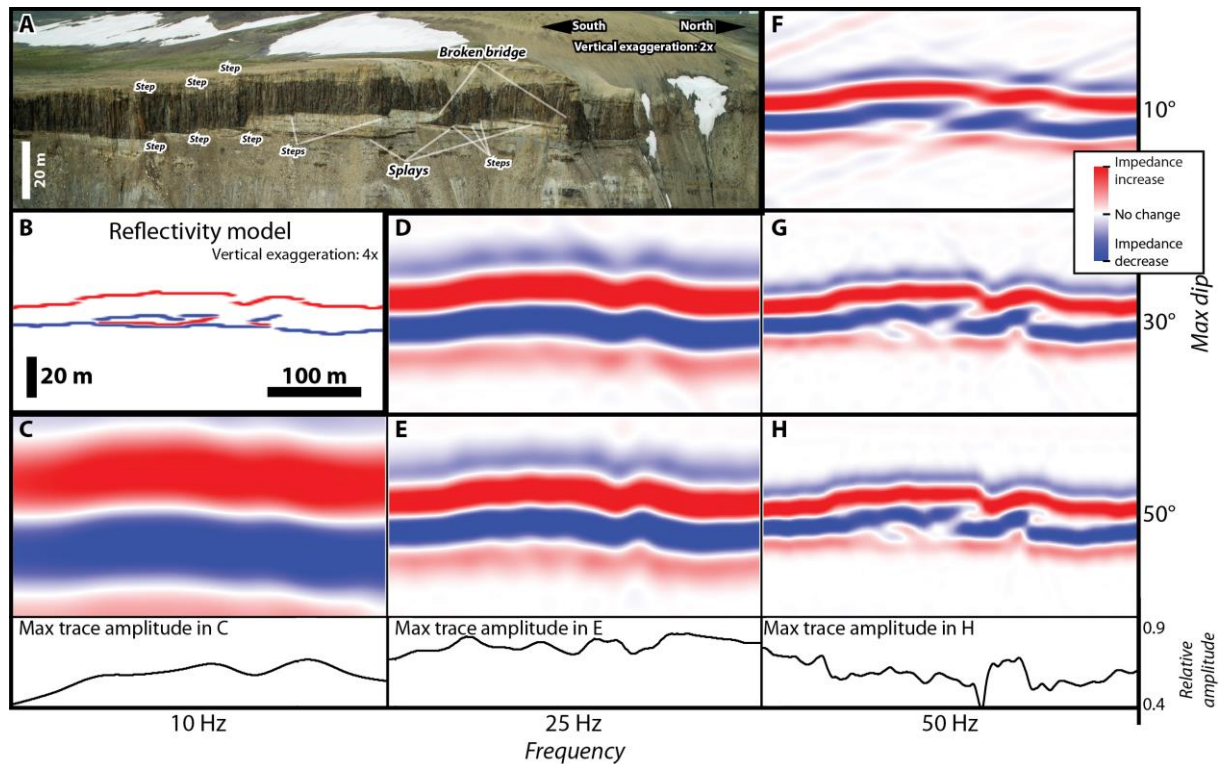 A
South
North
Vertical exaggeration: 2x
Broken bridge
Step
Step
Step
Step
Step
Step
Steps
Splays
Steps
20 m
B
Reflectivity model
Vertical exaggeration: 4x
20 m
100 m
C
D
E
F
10°
Impedance
increase
No change
Impedance
decrease
G
30°
Max dip
H
50°
Max trace amplitude in C
Max trace amplitude in E
Max trace amplitude in H
0.9
0.4
Relative
amplitude
10 Hz
25 Hz
50 Hz
Frequency